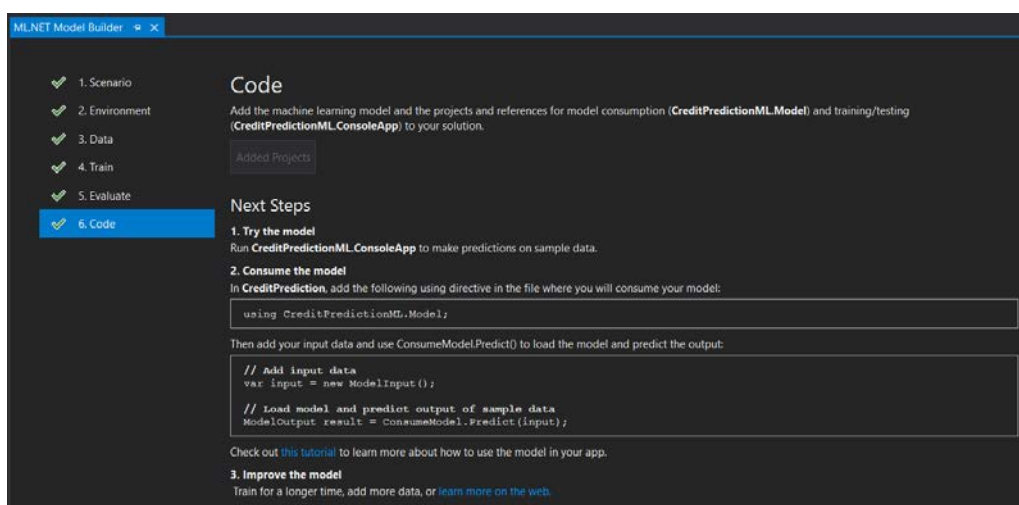 ML.NET Model Builder
1. Scenario
2. Environment
3. Data
4. Train
5. Evaluate
6. Code
Code
Add the machine learning model and the projects and references for model consumption (CreditPredictionML.Model) and training/testing
(CreditPredictionML.ConsoleApp) to your solution.
Added Projects
Next Steps
1. Try the model
Run CreditPredictionML.ConsoleApp to make predictions on sample data.
2. Consume the model
In CreditPrediction, add the following using directive in the file where you will consume your model:
using CreditPredictionML.Model;
Then add your input data and use ConsumeModel.Predict() to load the model and predict the output:
// Add input data
var input = new ModelInput();
// Load model and predict output of sample data
ModelOutput result = ConsumeModel.Predict(input);
Check out this tutorial to learn more about how to use the model in your app.
3. Improve the model
Train for a longer time, add more data, or learn more on the web.